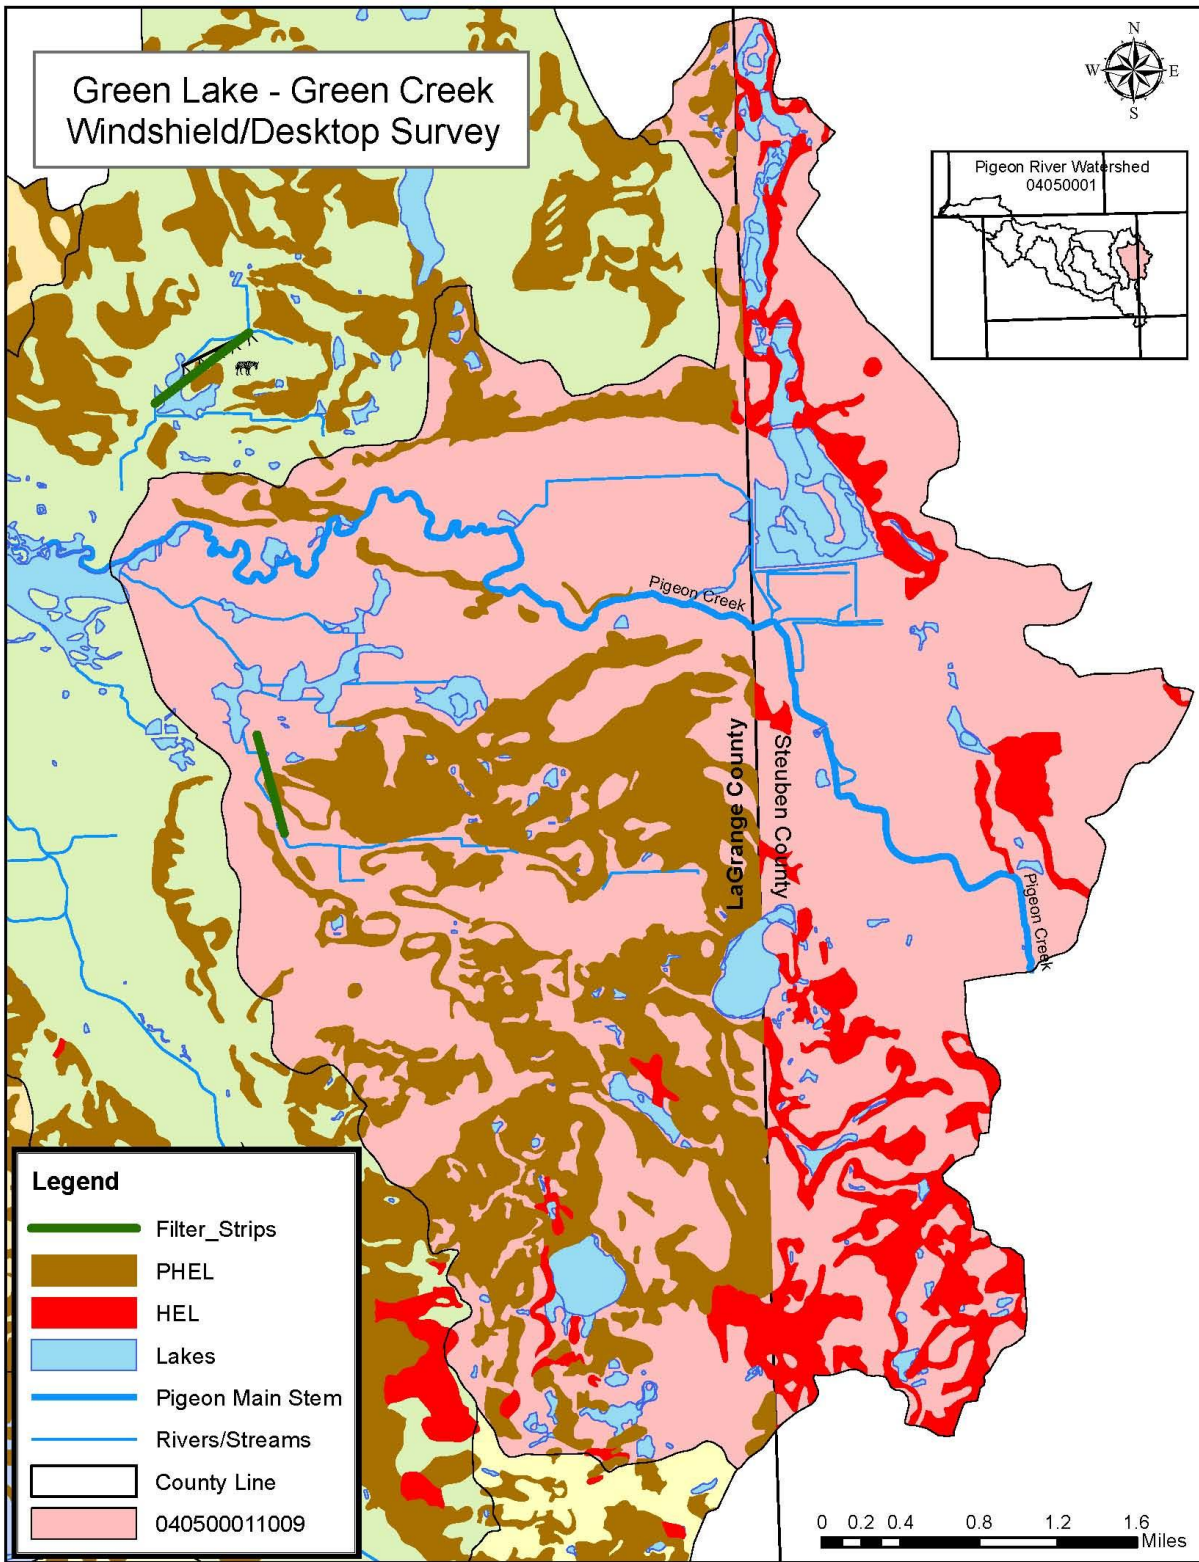 Green Lake - Green Creek
Windshield/Desktop Survey
N
W
E
S
Pigeon River Watershed
04050001
Pigeon Creek
LaGrange County
Steuben County
Pigeon Creek
Legend
Filter_Strips
PHEL
HEL
Lakes
Pigeon Main Stem
Rivers/Streams
County Line
040500011009
0 0.2 0.4 0.8 1.2 1.6
Miles